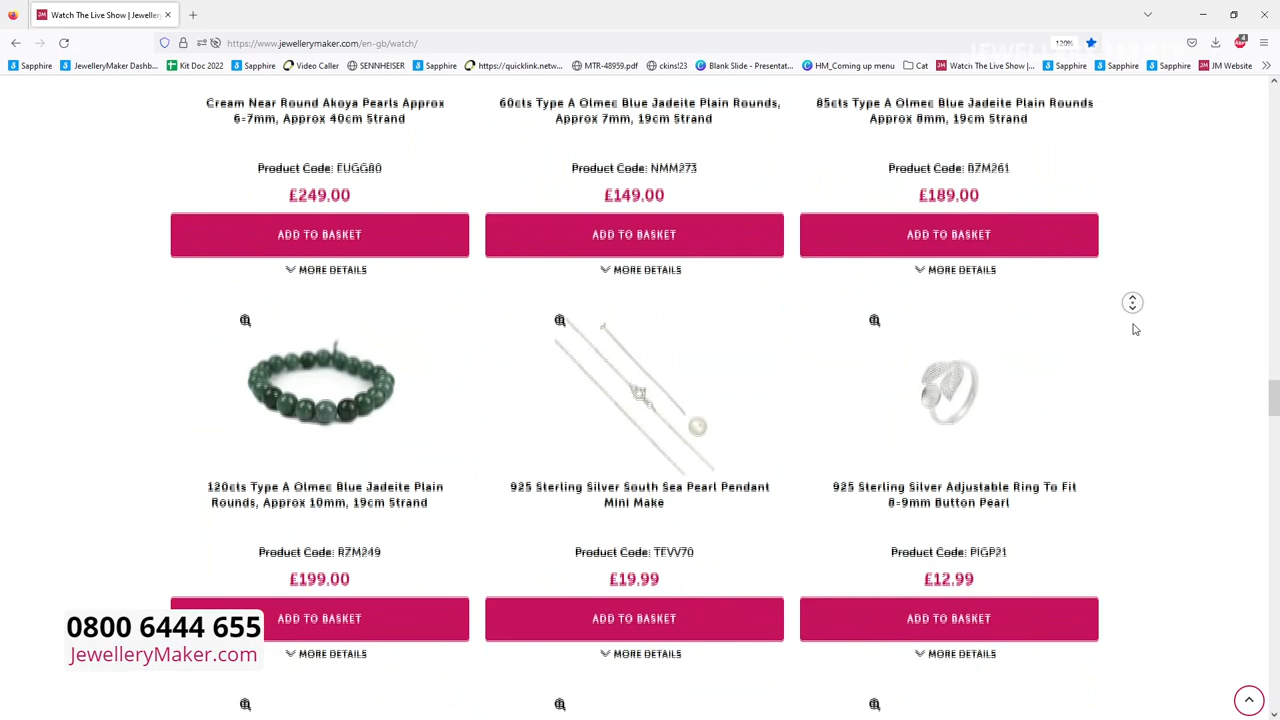 Watch The Live Show | Jeweller
https://www.jewellerymaker.com/en-gb/watch/
120%
4
Sapphire
JewelleryMaker Dashbo...
Kit Doc 2022
Sapphire
Video Caller
SENNHEISER
Sapphire
https://quicklink.netw...
MTR-48959.pdf
ckinsl23
Blank Slide - Presentat...
HM_Coming up menu
Cat
Watch The Live Show |...
Sapphire
Sapphire
Sapphire
JM Website
Cream Near Round Akoya Pearls Approx
6-7mm, Approx 40cm Strand
Product Code: EUGG80
£249.00
ADD TO BASKET
MORE DETAILS
60cts Type A Olmec Blue Jadeite Plain Rounds,
Approx 7mm, 19cm Strand
Product Code: NMM273
£149.00
ADD TO BASKET
MORE DETAILS
85cts Type A Olmec Blue Jadeite Plain Rounds
Approx 8mm, 19cm Strand
Product Code: BZM261
£189.00
ADD TO BASKET
MORE DETAILS
120cts Type A Olmec Blue Jadeite Plain
Rounds, Approx 10mm, 19cm Strand
Product Code: RZM249
£199.00
ADD TO BASKET
MORE DETAILS
925 Sterling Silver South Sea Pearl Pendant
Mini Make
Product Code: TEVV70
£19.99
ADD TO BASKET
MORE DETAILS
925 Sterling Silver Adjustable Ring To Fit
8-9mm Button Pearl
Product Code: PIGP21
£12.99
ADD TO BASKET
MORE DETAILS
0800 6444 655
JewelleryMaker.com